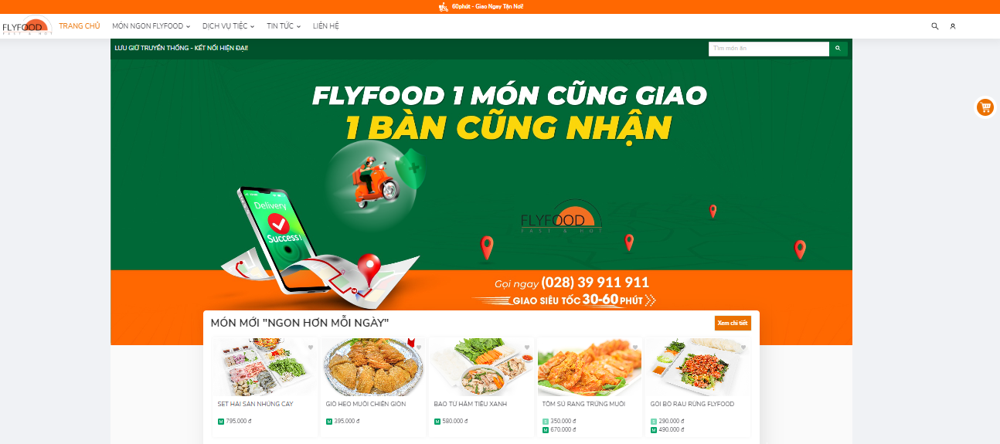 60phút - Giao Ngay Tận Nơi!
FLYFOOD
FAST & HOT
TRANG CHỦ
MÓN NGON FLYFOOD
DỊCH VỤ TIỆC
TIN TỨC
LIÊN HỆ
LƯU GIỮ TRUYỀN THỐNG - KẾT NỐI HIỆN ĐẠI!
Tìm món ăn
FLYFOOD 1 MÓN CŨNG GIAO
1 BÀN CŨNG NHẬN
Delivery
Success!
FLYFOOD
FAST & HOT
Gọi ngay (028) 39 911 911
GIAO SIÊU TỐC 30-60 PHÚT
MÓN MỚI "NGON HƠN MỖI NGÀY"
Xem chi tiết
SET HẢI SẢN NHÚNG CAY
M 795.000 đ
GIÒ HEO MUỐI CHIÊN GIÒN
M 395.000 đ
BAO TỬ HẦM TIÊU XANH
M 580.000 đ
TÔM SÚ RANG TRỨNG MUỐI
S 350.000 đ
M 670.000 đ
GỎI BÒ RAU RỪNG FLYFOOD
S 290.000 đ
M 490.000 đ